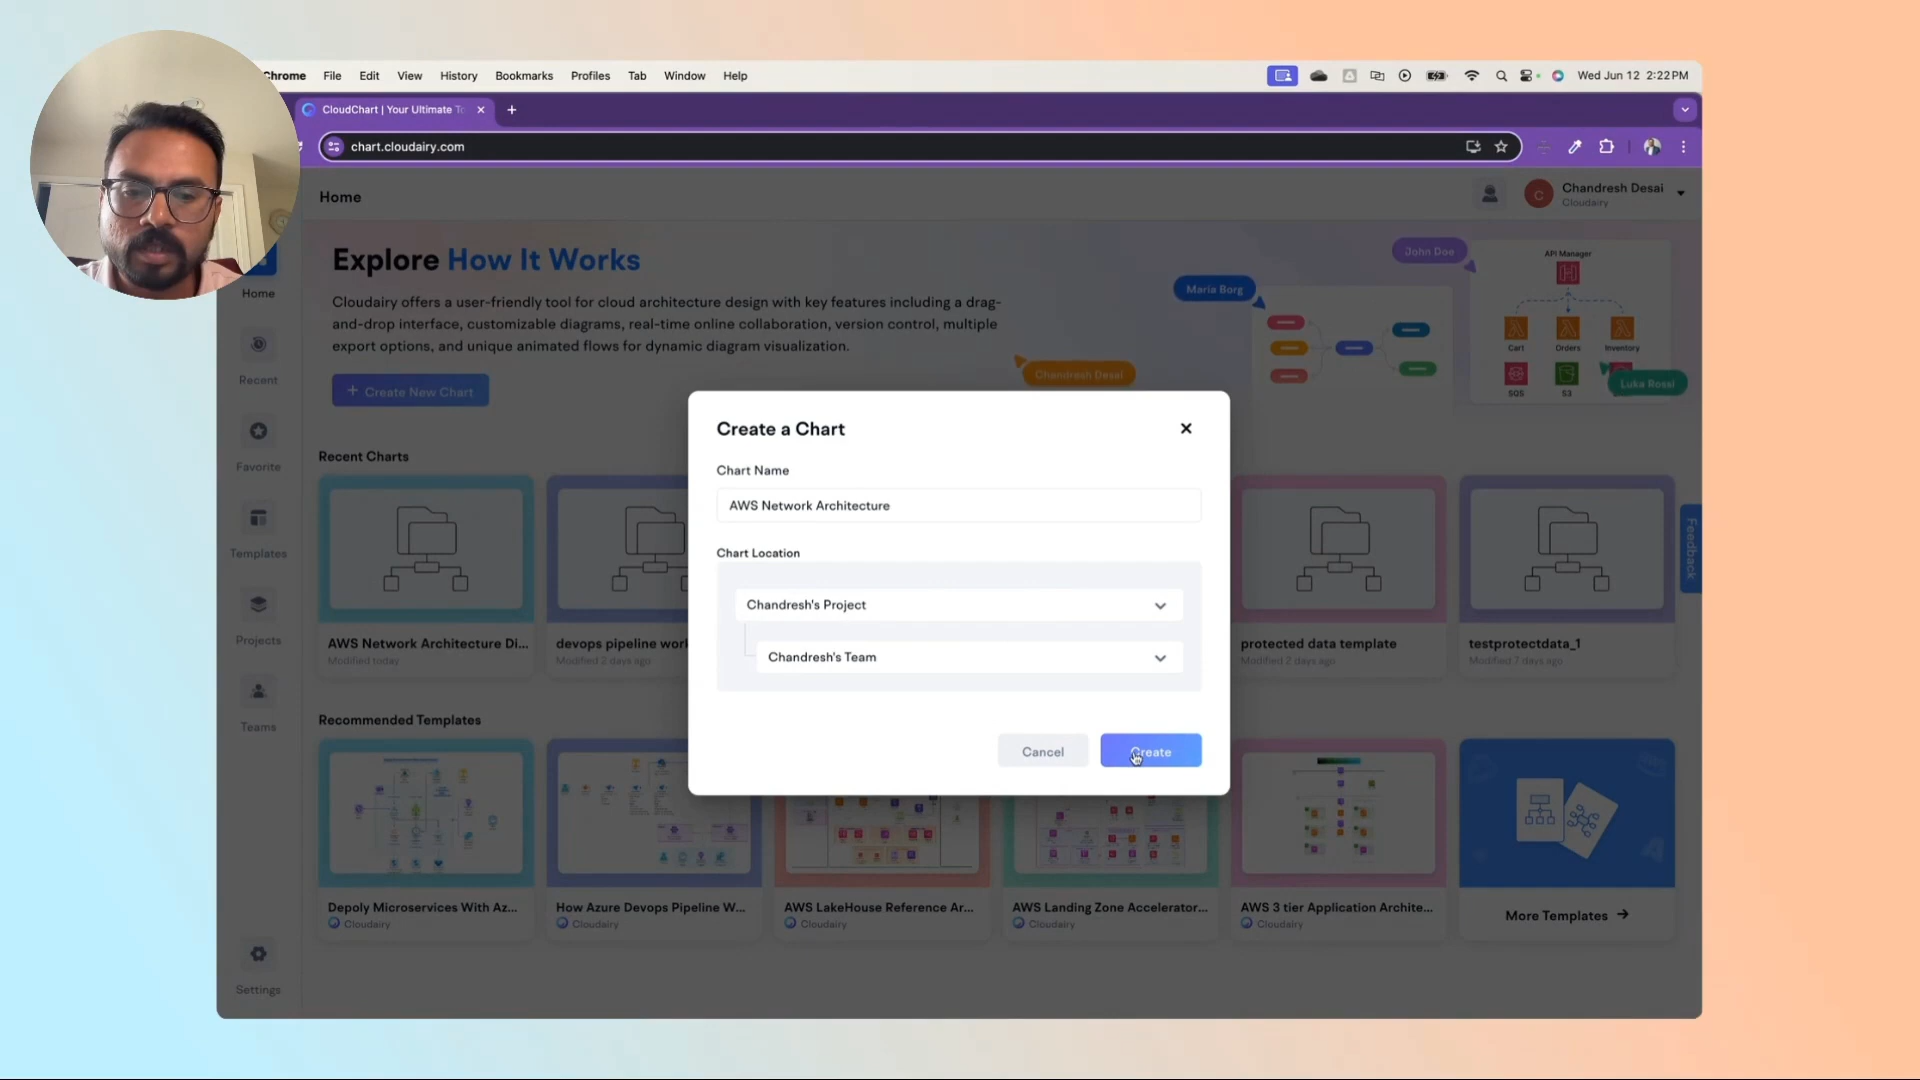 Chrome File Edit View History Bookmarks Profiles Tab Window Help
Wed Jun 12 2:22 PM
CloudChart | Your Ultimate To
chart.cloudairy.com
Home
C
Chandresh Desai
Cloudairy
Explore How It Works
Cloudairy offers a user-friendly tool for cloud architecture design with key features including a drag-
and-drop interface, customizable diagrams, real-time online collaboration, version control, multiple
export options, and unique animated flows for dynamic diagram visualization.
+ Create New Chart
Maria Borg
John Doe
Chandresh Desai
API Manager
Cart Orders Inventory
SQS S3
Luka Rossi
Home
Recent
Favorite
Templates
Projects
Teams
Settings
Recent Charts
AWS Network Architecture Di...
Modified today
devops pipeline work
Modified 2 days ago
protected data template
Modified 2 days ago
testprotectdata_1
Modified 7 days ago
Feedback
Create a Chart
Chart Name
AWS Network Architecture
Chart Location
Chandresh's Project
Chandresh's Team
Cancel
Create
Recommended Templates
Depoly Microservices With Az...
Cloudairy
How Azure Devops Pipeline W...
Cloudairy
AWS LakeHouse Reference Ar...
Cloudairy
AWS Landing Zone Accelerator...
Cloudairy
AWS 3 tier Application Archite...
Cloudairy
More Templates →